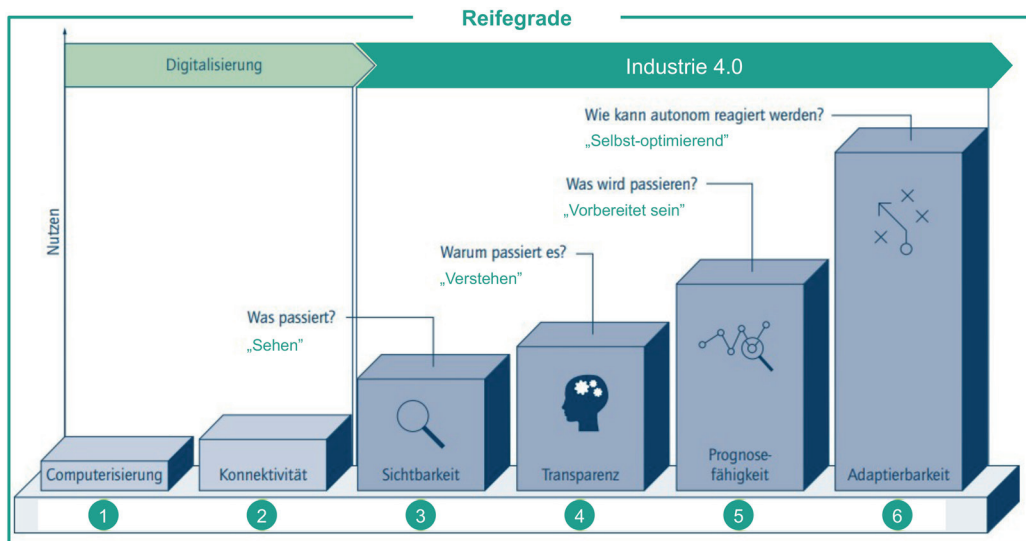 Reifegrade
Digitalisierung
Industrie 4.0
Nutzen
Wie kann autonom reagiert werden?
„Selbst-optimierend”
Was wird passieren?
„Vorbereitet sein”
Warum passiert es?
„Verstehen”
Was passiert?
„Sehen”
Computerisierung
Konnektivität
Sichtbarkeit
Transparenz
Prognose-
fähigkeit
Adaptierbarkeit
1
2
3
4
5
6